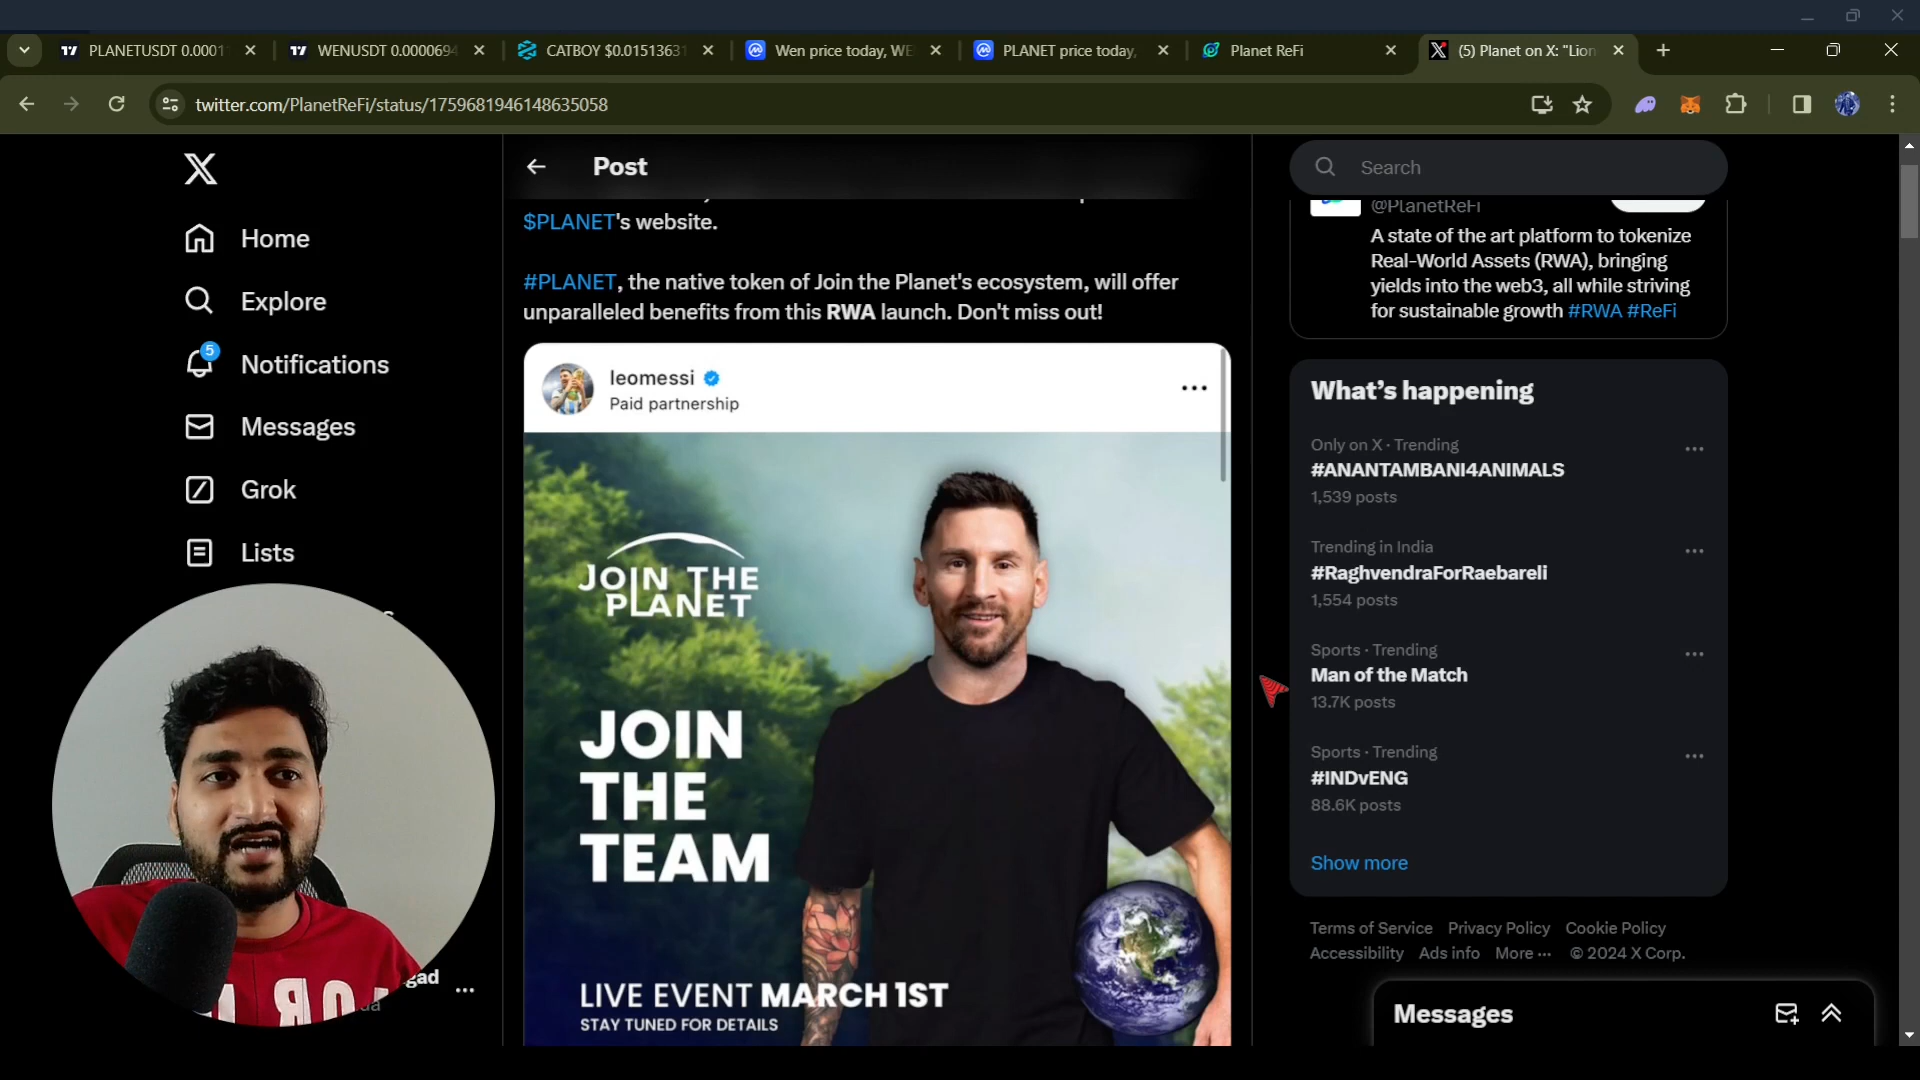 PLANETUSDT 0.0001
WENUSDT 0.0000694
CATBOY $0.01513631
Wen price today, WE
PLANET price today,
Planet ReFi
(5) Planet on X: "Lion
twitter.com/PlanetReFi/status/1759681946148635058
Post
$PLANET's website.
#PLANET, the native token of Join the Planet's ecosystem, will offer
unparalleled benefits from this RWA launch. Don't miss out!
leomessi
Paid partnership
JOIN THE
PLANET
JOIN
THE
TEAM
LIVE EVENT MARCH 1ST
STAY TUNED FOR DETAILS
Home
Explore
5
Notifications
Messages
Grok
Lists
gad
Search
@PlanetReFi
A state of the art platform to tokenize
Real-World Assets (RWA), bringing
yields into the web3, all while striving
for sustainable growth #RWA #ReFi
What's happening
Only on X · Trending
#ANANTAMBANI4ANIMALS
1,539 posts
Trending in India
#RaghvendraForRaebareli
1,554 posts
Sports · Trending
Man of the Match
13.7K posts
Sports · Trending
#INDvENG
88.6K posts
Show more
Terms of Service Privacy Policy Cookie Policy
Accessibility Ads info More ··· © 2024 X Corp.
Messages